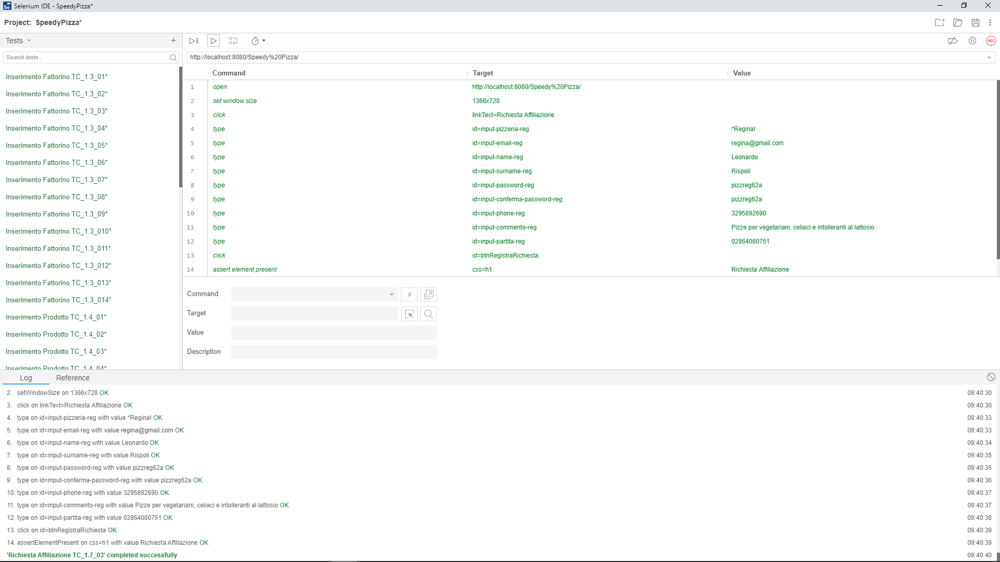 Selenium IDE - SpeedyPizza*
Project: SpeedyPizza*
Tests
Search tests...
Inserimento Fattorino TC_1.3_01*
Inserimento Fattorino TC_1.3_02*
Inserimento Fattorino TC_1.3_03*
Inserimento Fattorino TC_1.3_04*
Inserimento Fattorino TC_1.3_05*
Inserimento Fattorino TC_1.3_06*
Inserimento Fattorino TC_1.3_07*
Inserimento Fattorino TC_1.3_08*
Inserimento Fattorino TC_1.3_09*
Inserimento Fattorino TC_1.3_010*
Inserimento Fattorino TC_1.3_011*
Inserimento Fattorino TC_1.3_012*
Inserimento Fattorino TC_1.3_013*
Inserimento Fattorino TC_1.3_014*
Inserimento Prodotto TC_1.4_01*
Inserimento Prodotto TC_1.4_02*
Inserimento Prodotto TC_1.4_03*
Inserimento Prodotto TC_1.4_04*
REC
http://localhost:8080/Speedy%20Pizza/
Command Target Value
1 open http://localhost:8080/Speedy%20Pizza/
2 set window size 1366x728
3 click linkText=Richiesta Affiliazione
4 type id=input-pizzeria-reg *Regina!
5 type id=input-email-reg regina@gmail.com
6 type id=input-name-reg Leonardo
7 type id=input-surname-reg Rispoli
8 type id=input-password-reg pizzreg62a
9 type id=input-conferma-password-reg pizzreg62a
10 type id=input-phone-reg 3295892690
11 type id=input-commento-reg Pizze per vegetariani, celiaci e intolleranti al lattosio
12 type id=input-partita-reg 02864080751
13 click id=btnRegistraRichiesta
14 assert element present css=h1 Richiesta Affiliazione
Command //
Target
Value
Description
Log Reference
2. setWindowSize on 1366x728 OK 09:40:30
3. click on linkText=Richiesta Affiliazione OK 09:40:30
4. type on id=input-pizzeria-reg with value *Regina! OK 09:40:33
5. type on id=input-email-reg with value regina@gmail.com OK 09:40:33
6. type on id=input-name-reg with value Leonardo OK 09:40:34
7. type on id=input-surname-reg with value Rispoli OK 09:40:35
8. type on id=input-password-reg with value pizzreg62a OK 09:40:35
9. type on id=input-conferma-password-reg with value pizzreg62a OK 09:40:36
10. type on id=input-phone-reg with value 3295892690 OK 09:40:37
11. type on id=input-commento-reg with value Pizze per vegetariani, celiaci e intolleranti al lattosio OK 09:40:37
12. type on id=input-partita-reg with value 02864080751 OK 09:40:38
13. click on id=btnRegistraRichiesta OK 09:40:39
14. assertElementPresent on css=h1 with value Richiesta Affiliazione OK 09:40:39
'Richiesta Affiliazione TC_1.7_03' completed successfully 09:40:40